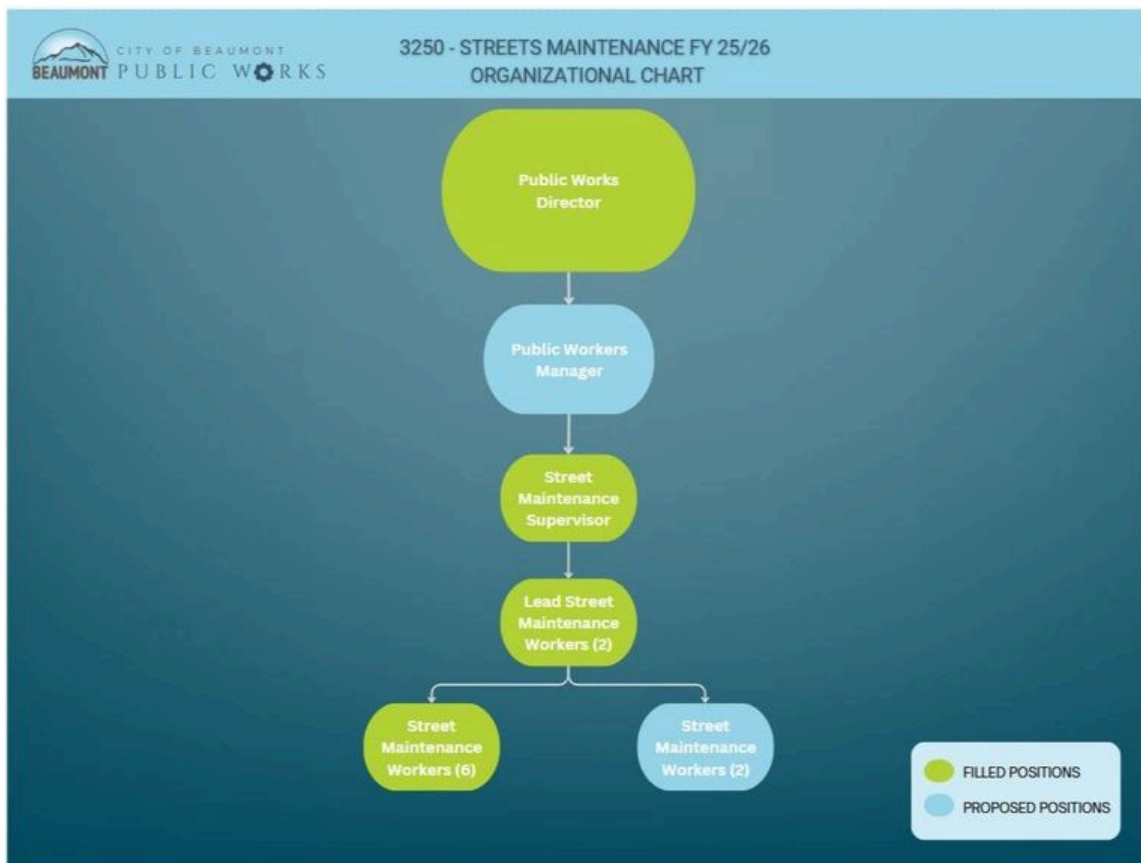 CITY OF BEAUMONT
BEAUMONT PUBLIC WORKS
3250 - STREETS MAINTENANCE FY 25/26
ORGANIZATIONAL CHART
Public Works
Director
Public Workers
Manager
Street
Maintenance
Supervisor
Lead Street
Maintenance
Workers (2)
Street
Maintenance
Workers (6)
Street
Maintenance
Workers (2)
FILLED POSITIONS
PROPOSED POSITIONS